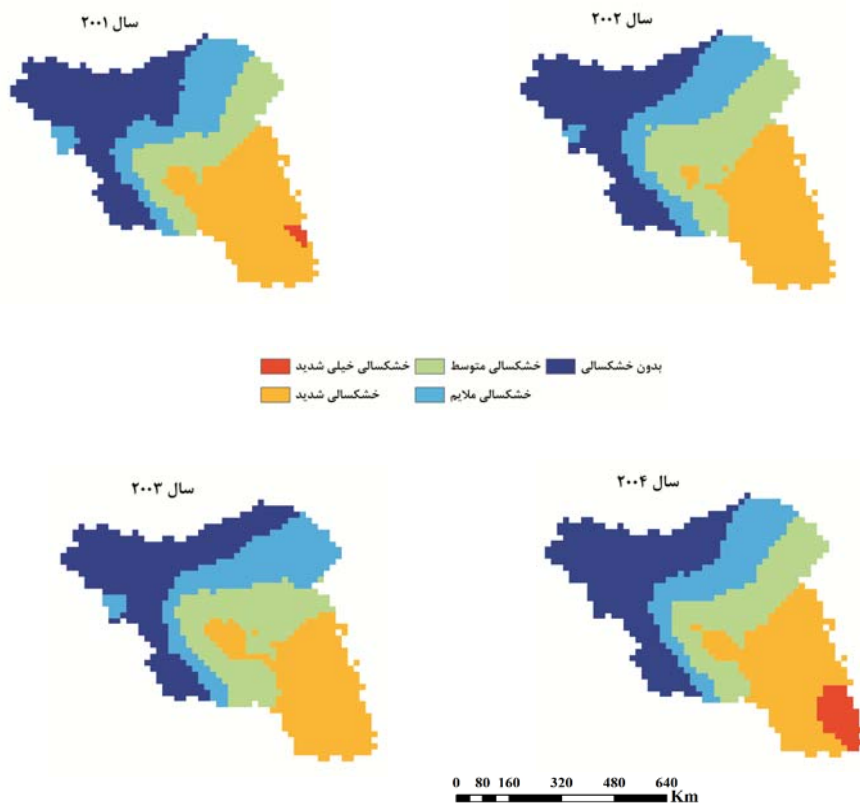 سال ۲۰۰۱
سال ۲۰۰۲
خشکسالی خیلی شدید خشکسالی متوسط بدون خشکسالی
خشکسالی شدید خشکسالی ملایم
سال ۲۰۰۳
سال ۲۰۰۴
0 80 160 320 480 640
Km